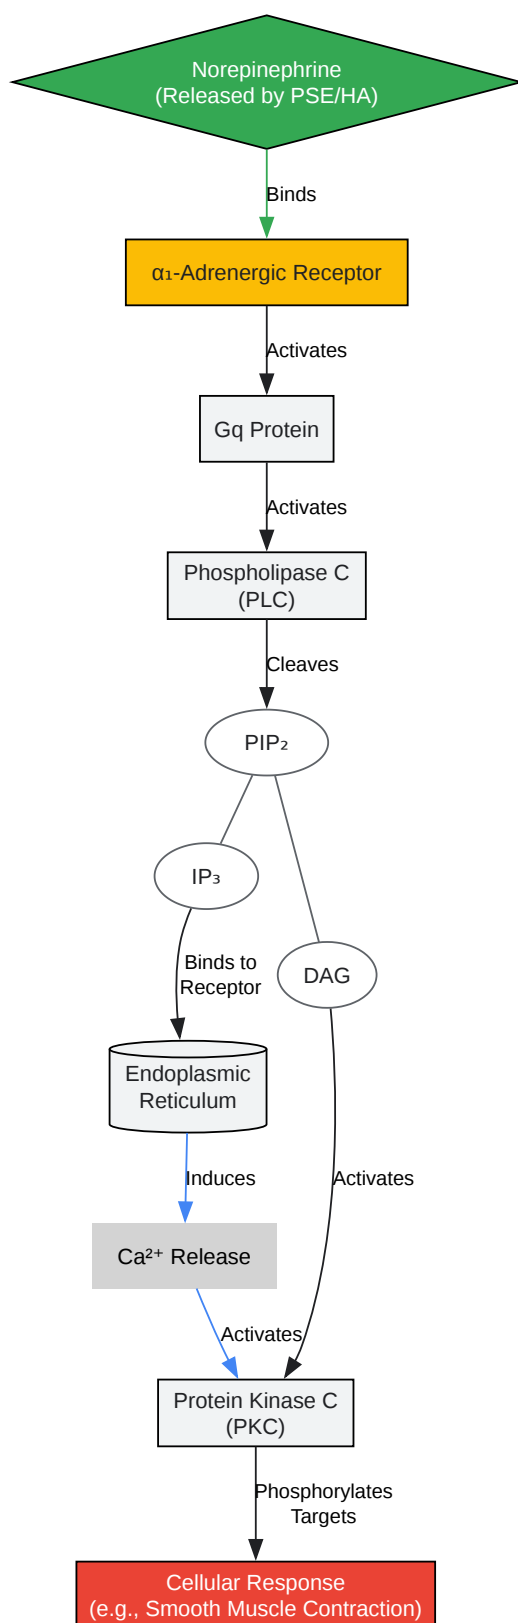 Norepinephrine
(Released by PSE/HA)
Binds
α₁-Adrenergic Receptor
Activates
Gq Protein
Activates
Phospholipase C
(PLC)
Cleaves
PIP₂
IP₃
Binds to
Receptor
DAG
Endoplasmic
Reticulum
Induces
Activates
Ca²⁺ Release
Activates
Protein Kinase C
(PKC)
Phosphorylates
Targets
Cellular Response
(e.g., Smooth Muscle Contraction)